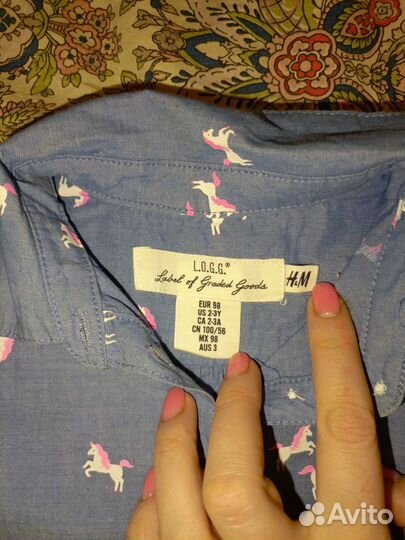 L.O.G.G.®
Label of Graded Goods
H&M
EUR 98
US 2-3Y
CA 2-3A
CN 100/56
MX 98
AUS 3
Avito